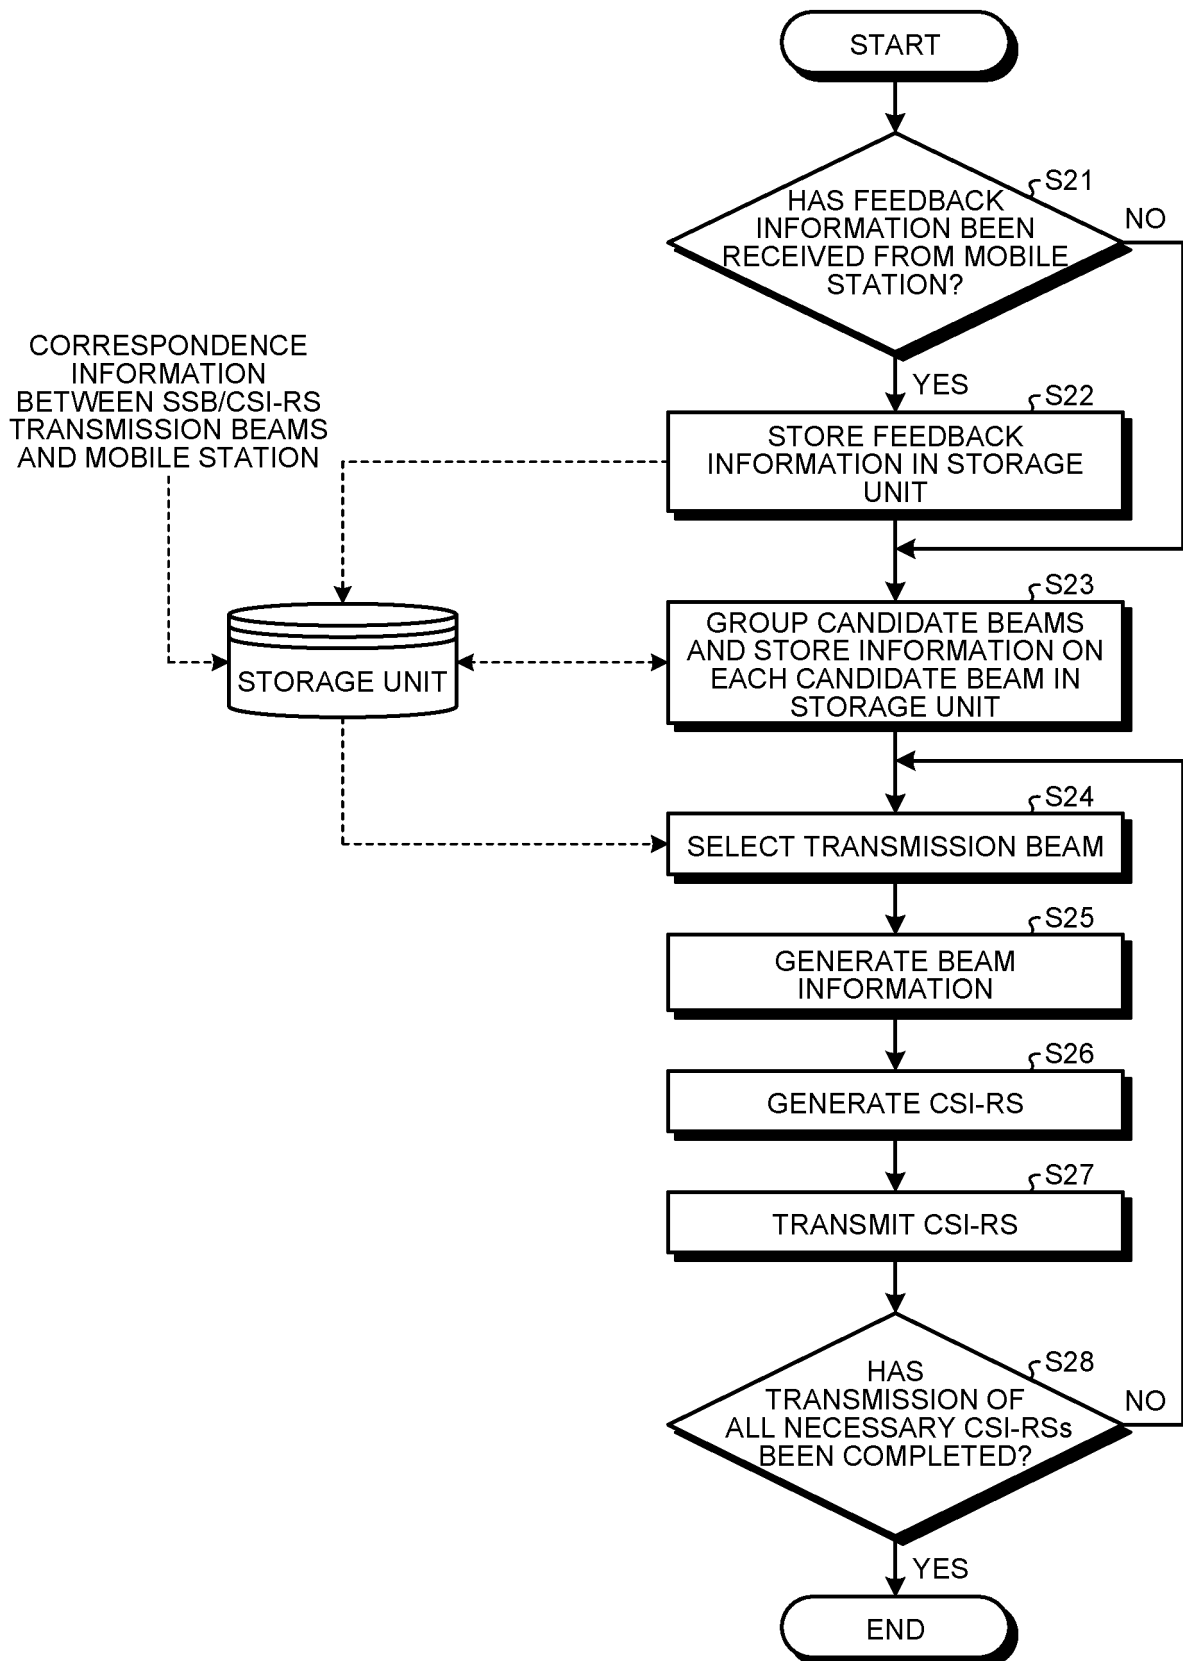 START
S21
HAS FEEDBACK
INFORMATION BEEN
RECEIVED FROM MOBILE
STATION?
NO
YES
CORRESPONDENCE
INFORMATION
BETWEEN SSB/CSI-RS
TRANSMISSION BEAMS
AND MOBILE STATION
S22
STORE FEEDBACK
INFORMATION IN STORAGE
UNIT
S23
GROUP CANDIDATE BEAMS
AND STORE INFORMATION ON
EACH CANDIDATE BEAM IN
STORAGE UNIT
STORAGE UNIT
S24
SELECT TRANSMISSION BEAM
S25
GENERATE BEAM
INFORMATION
S26
GENERATE CSI-RS
S27
TRANSMIT CSI-RS
S28
HAS
TRANSMISSION OF
ALL NECESSARY CSI-RSs
BEEN COMPLETED?
NO
YES
END